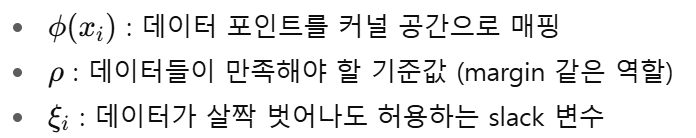 • ϕ(xᵢ) : 데이터 포인트를 커널 공간으로 매핑
• ρ : 데이터들이 만족해야 할 기준값 (margin 같은 역할)
• ξᵢ : 데이터가 살짝 벗어나도 허용하는 slack 변수